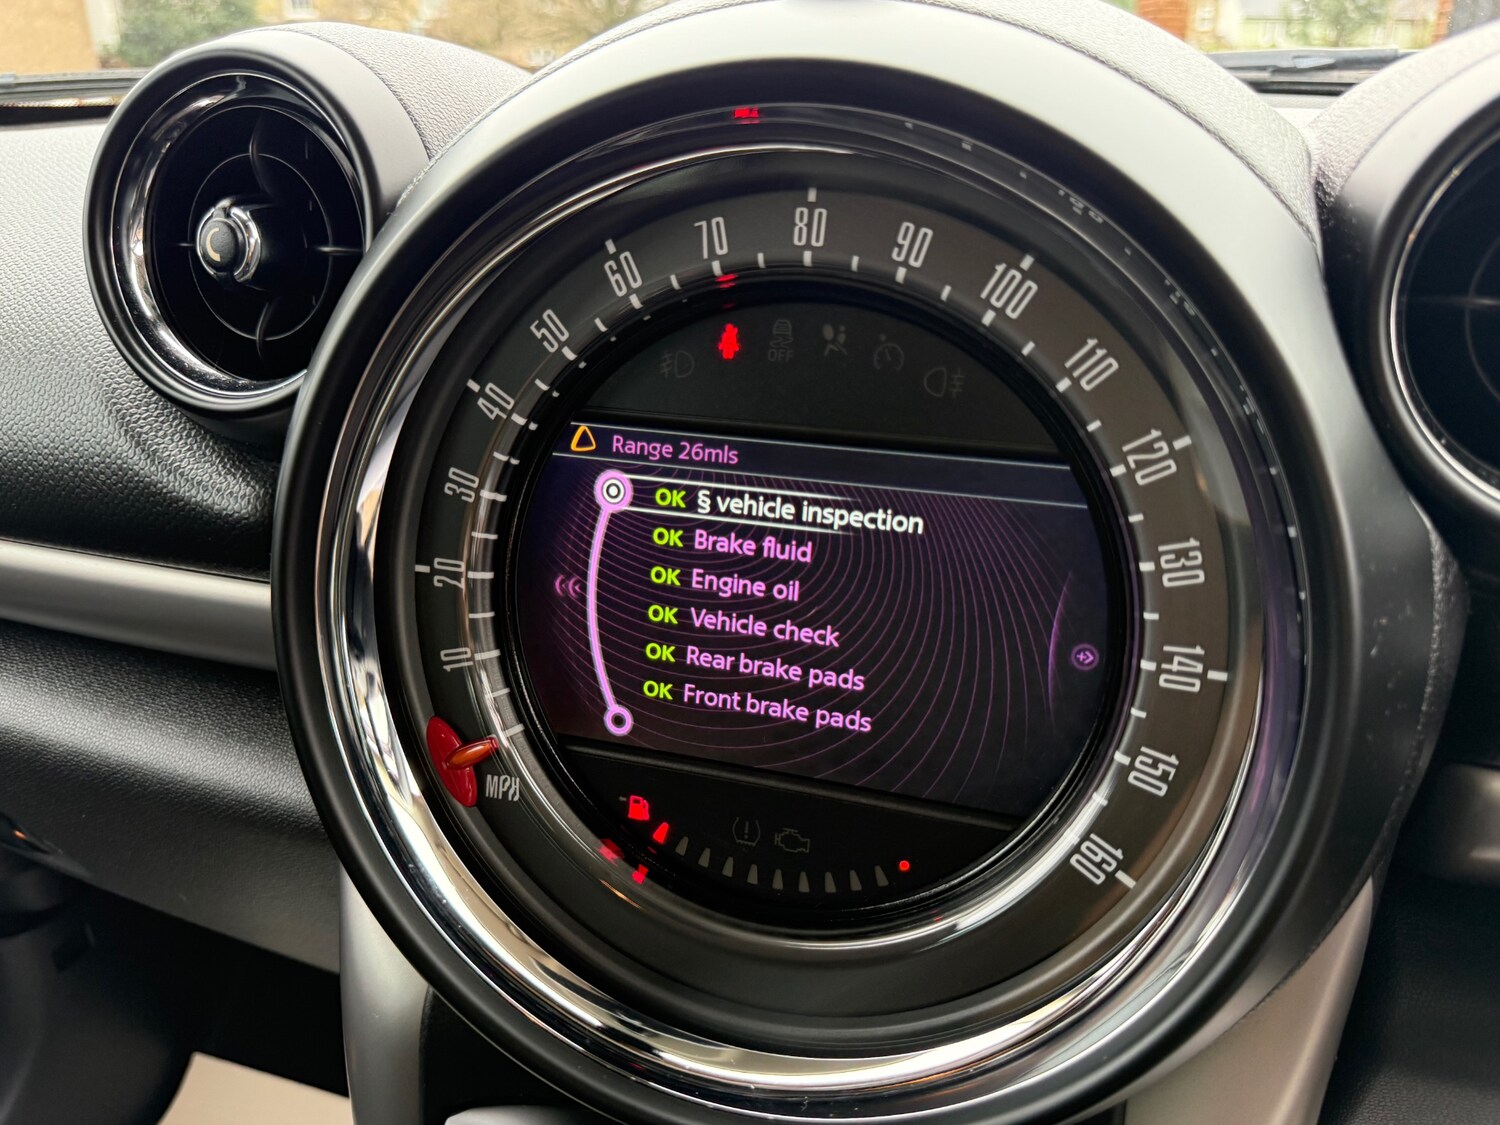 10
20
30
40
50
60
70
80
90
100
110
120
130
140
150
160
MPH
OFF
Range 26mls
OK § vehicle inspection
OK Brake fluid
OK Engine oil
OK Vehicle check
OK Rear brake pads
OK Front brake pads